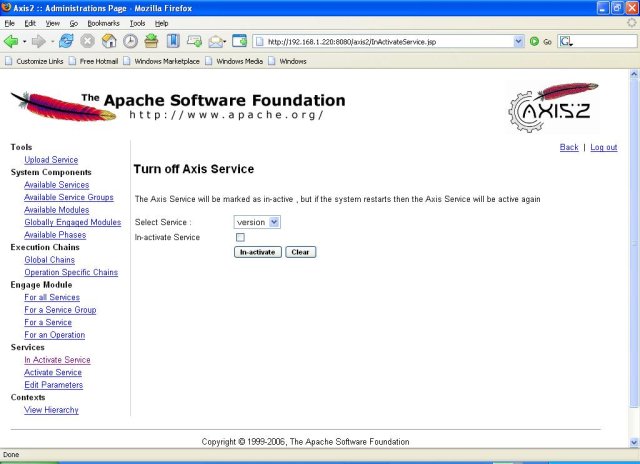 Axis2 :: Administrations Page - Mozilla Firefox
File Edit View Go Bookmarks Tools Help
http://192.168.1.220:8080/axis2/InActivateService.jsp Go
Customize Links Free Hotmail Windows Marketplace Windows Media Windows
The Apache Software Foundation
http://www.apache.org/
AXIS2
Back | Log out
Tools
Upload Service
System Components
Available Services
Available Service Groups
Available Modules
Globally Engaged Modules
Available Phases
Execution Chains
Global Chains
Operation Specific Chains
Engage Module
For all Services
For a Service Group
For a Service
For an Operation
Services
In Activate Service
Activate Service
Edit Parameters
Contexts
View Hierarchy
Turn off Axis Service
The Axis Service will be marked as in-active , but if the system restarts then the Axis Service will be active again
Select Service : version
In-activate Service
In-activate Clear
Copyright © 1999-2006, The Apache Software Foundation
Done